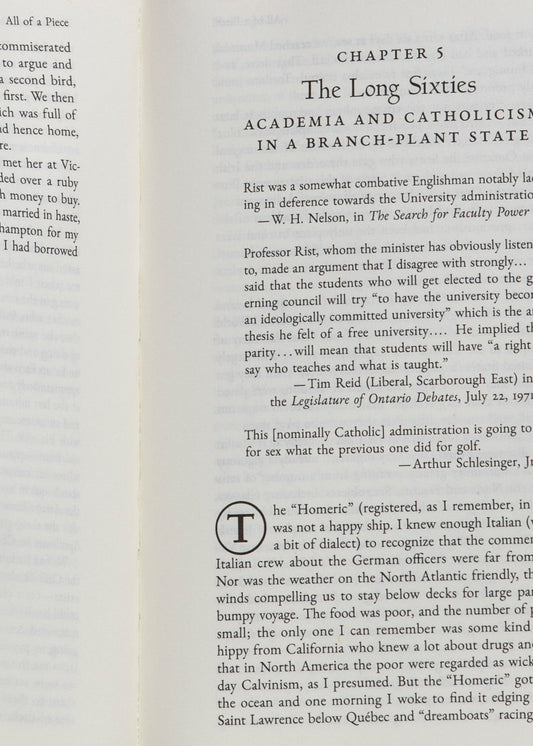 All of a Piece
commiserated
to argue and
a second bird,
first. We then
ich was full of
nd hence home,
re.
met her at Vic-
ded over a ruby
h money to buy.
married in haste,
hampton for my
I had borrowed
CHAPTER 5
The Long Sixties
ACADEMIA AND CATHOLICISM
IN A BRANCH-PLANT STATE
Rist was a somewhat combative Englishman notably lac
ing in deference towards the University administratio
—W. H. Nelson, in The Search for Faculty Power
Professor Rist, whom the minister has obviously listen
to, made an argument that I disagree with strongly...
said that the students who will get elected to the g
erning council will try “to have the university becor
an ideologically committed university” which is the a
thesis he felt of a free university.... He implied th
parity...will mean that students will have “a right
say who teaches and what is taught.”
—Tim Reid (Liberal, Scarborough East) in
the Legislature of Ontario Debates, July 22, 1971
This [nominally Catholic] administration is going to
for sex what the previous one did for golf.
—Arthur Schlesinger, Jr
The “Homeric” (registered, as I remember, in
was not a happy ship. I knew enough Italian (
a bit of dialect) to recognize that the commer
Italian crew about the German officers were far from
Nor was the weather on the North Atlantic friendly, th
winds compelling us to stay below decks for large pa
bumpy voyage. The food was poor, and the number of p
small; the only one I can remember was some kind
hippy from California who knew a lot about drugs and
that in North America the poor were regarded as wick
day Calvinism, as I presumed. But the “Homeric” got
the ocean and one morning I woke to find it edging
Saint Lawrence below Québec and “dreamboats” racing